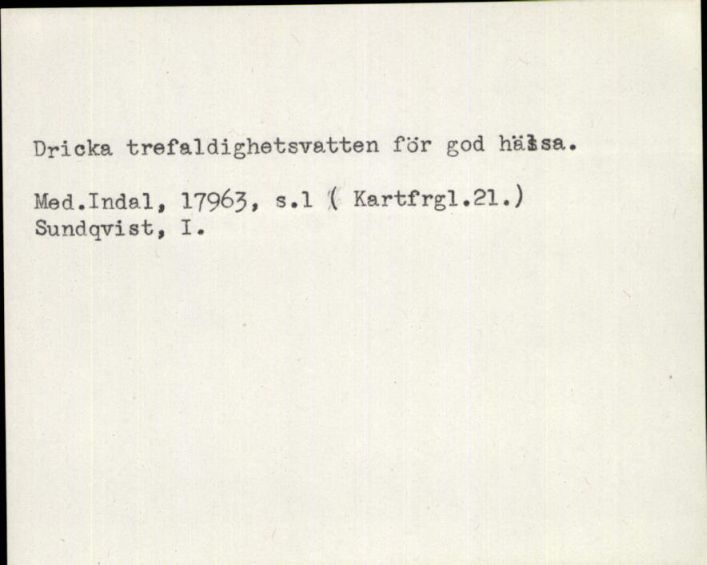 Dricka trefaldighetsvatten för god hälsa.
Med.Indal, 17963, s.1 ( Kartfrgl.21.)
Sundqvist, I.